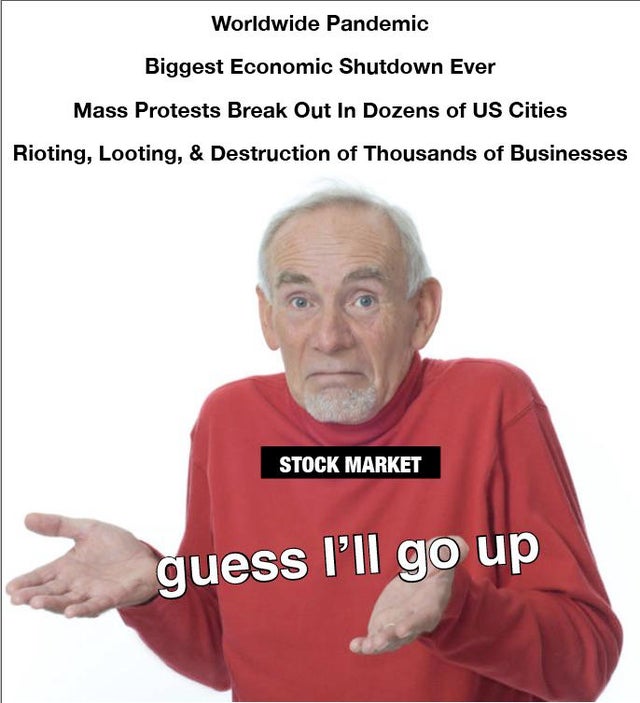 Worldwide Pandemic
Biggest Economic Shutdown Ever
Mass Protests Break Out In Dozens of US Cities
Rioting, Looting, & Destruction of Thousands of Businesses
STOCK MARKET
guess I'll go up